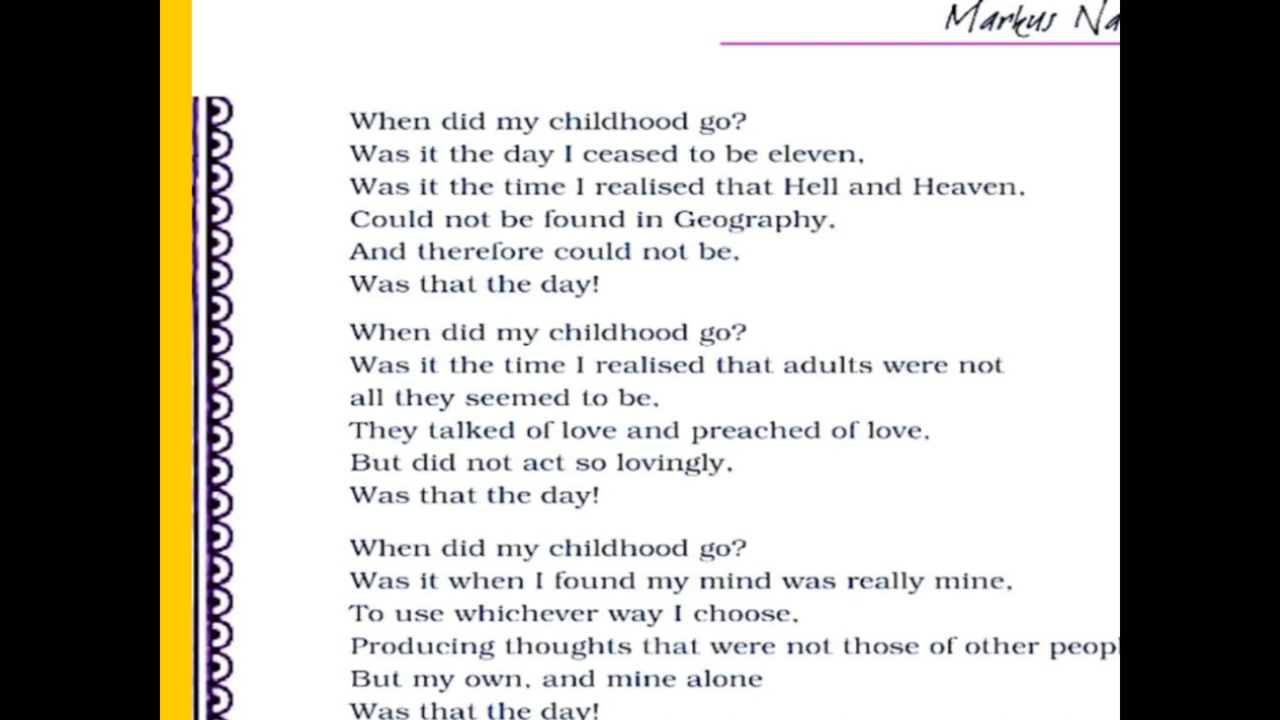 Markus Na
When did my childhood go?
Was it the day I ceased to be eleven,
Was it the time I realised that Hell and Heaven,
Could not be found in Geography,
And therefore could not be,
Was that the day!
When did my childhood go?
Was it the time I realised that adults were not
all they seemed to be,
They talked of love and preached of love,
But did not act so lovingly,
Was that the day!
When did my childhood go?
Was it when I found my mind was really mine,
To use whichever way I choose,
Producing thoughts that were not those of other peopl
But my own, and mine alone
Was that the day!